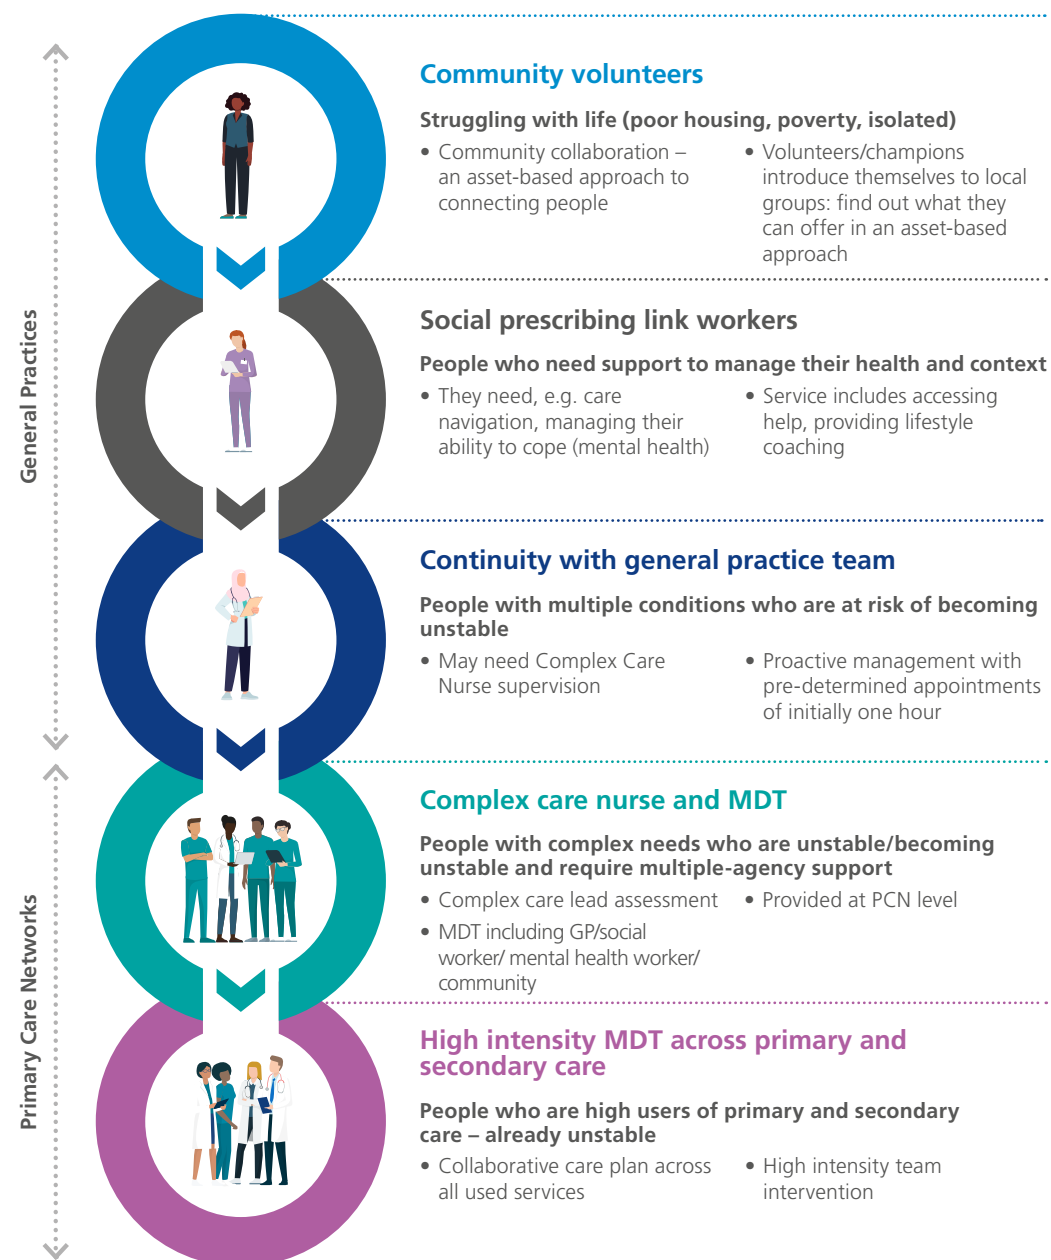 General Practices
Community volunteers
Struggling with life (poor housing, poverty, isolated)
• Community collaboration –
an asset-based approach to
connecting people
• Volunteers/champions
introduce themselves to local
groups: find out what they
can offer in an asset-based
approach
Social prescribing link workers
People who need support to manage their health and context
• They need, e.g. care
navigation, managing their
ability to cope (mental health)
• Service includes accessing
help, providing lifestyle
coaching
Continuity with general practice team
People with multiple conditions who are at risk of becoming
unstable
• May need Complex Care
Nurse supervision
• Proactive management with
pre-determined appointments
of initially one hour
Primary Care Networks
Complex care nurse and MDT
People with complex needs who are unstable/becoming
unstable and require multiple-agency support
• Complex care lead assessment
• MDT including GP/social
worker/ mental health worker/
community
• Provided at PCN level
High intensity MDT across primary and
secondary care
People who are high users of primary and secondary
care – already unstable
• Collaborative care plan across
all used services
• High intensity team
intervention